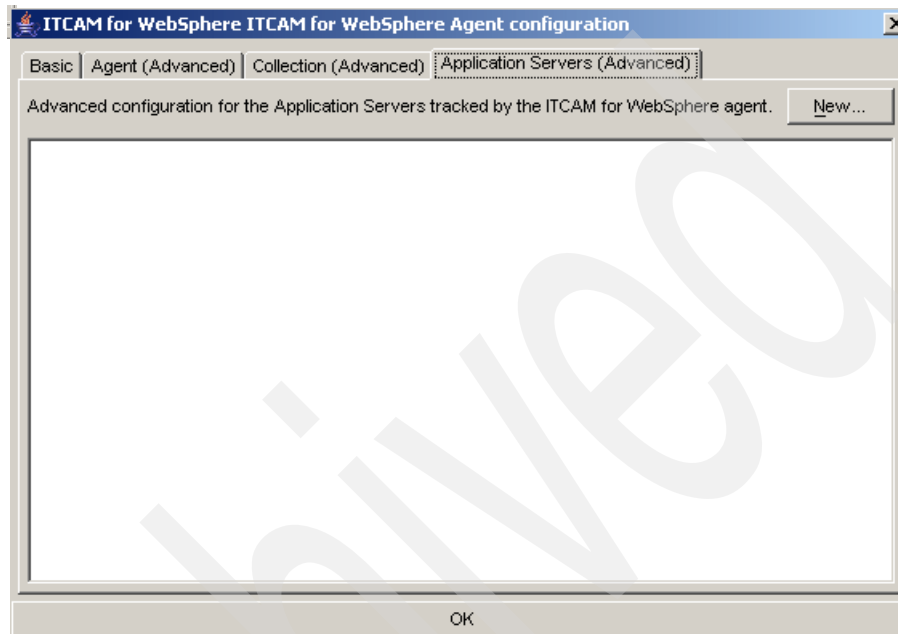 ITCAM for WebSphere ITCAM for WebSphere Agent configuration
Basic Agent (Advanced) Collection (Advanced) Application Servers (Advanced)
Advanced configuration for the Application Servers tracked by the ITCAM for WebSphere agent. New...
OK